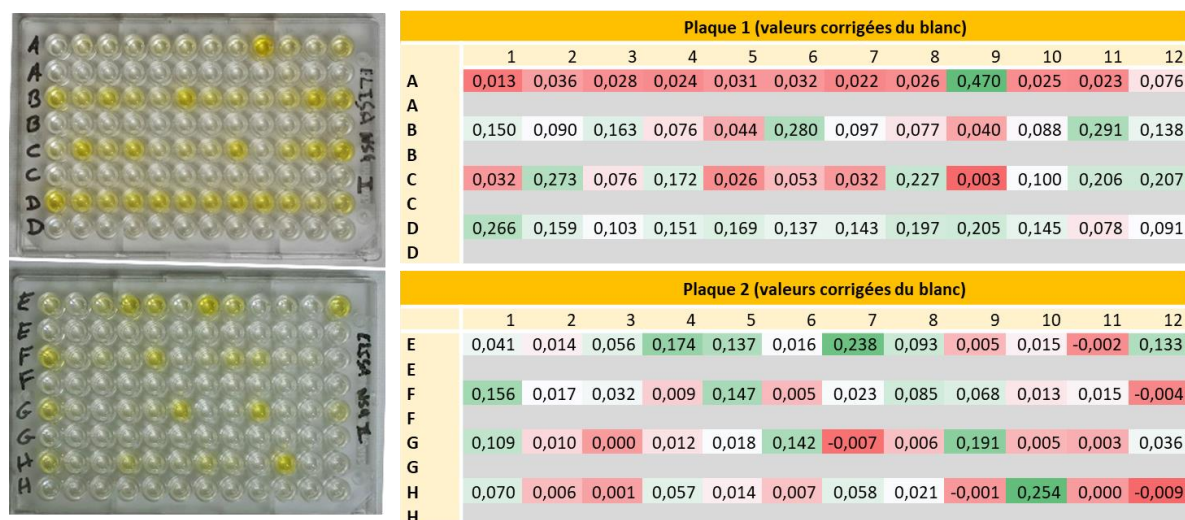 A
A
B
B
C
C
D
D
E
E
F
F
G
G
H
H
Plaque 1 (valeurs corrigées du blanc)
1 2 3 4 5 6 7 8 9 10 11 12
A 0,013 0,036 0,028 0,024 0,031 0,032 0,022 0,026 0,470 0,025 0,023 0,076
A
B 0,150 0,090 0,163 0,076 0,044 0,280 0,097 0,077 0,040 0,088 0,291 0,138
B
C 0,032 0,273 0,076 0,172 0,026 0,053 0,032 0,227 0,003 0,100 0,206 0,207
C
D 0,266 0,159 0,103 0,151 0,169 0,137 0,143 0,197 0,205 0,145 0,078 0,091
D
Plaque 2 (valeurs corrigées du blanc)
1 2 3 4 5 6 7 8 9 10 11 12
E 0,041 0,014 0,056 0,174 0,137 0,016 0,238 0,093 0,005 0,015 -0,002 0,133
E
F 0,156 0,017 0,032 0,009 0,147 0,005 0,023 0,085 0,068 0,013 0,015 -0,004
F
G 0,109 0,010 0,000 0,012 0,018 0,142 -0,007 0,006 0,191 0,005 0,003 0,036
G
H 0,070 0,006 0,001 0,057 0,014 0,007 0,058 0,021 -0,001 0,254 0,000 -0,009
H